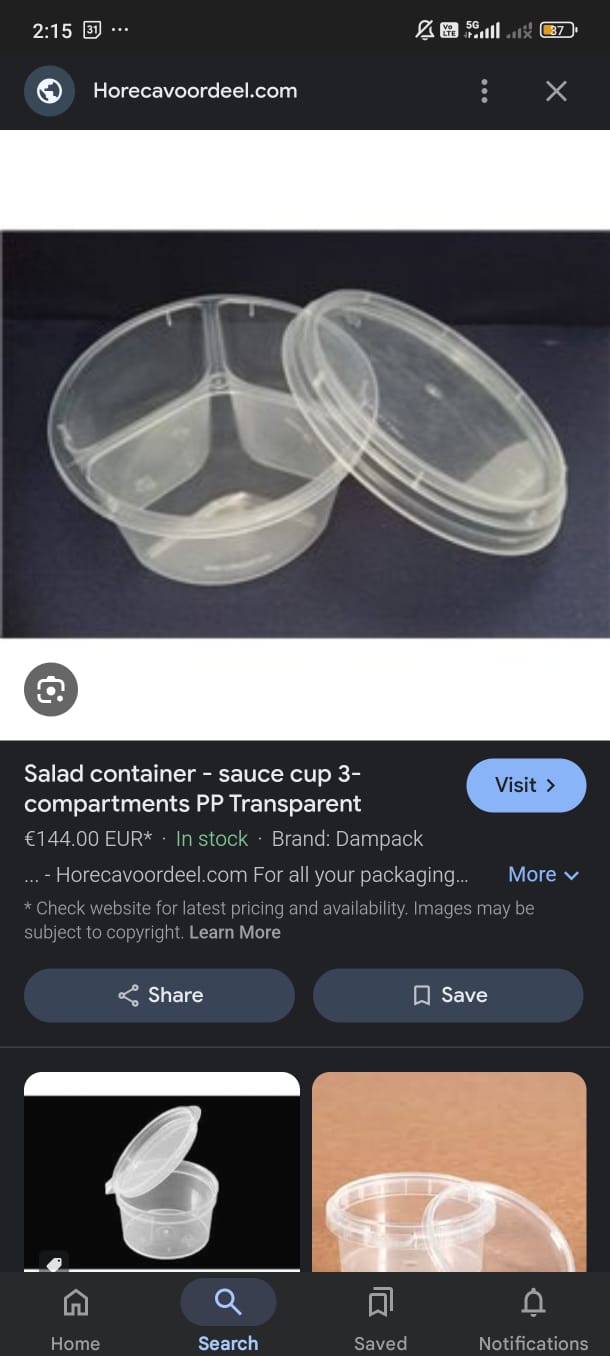 2:15 31 ...
Vo LTE 5G 37
Horecavoordeel.com
Salad container - sauce cup 3-
compartments PP Transparent
Visit >
€144.00 EUR* · In stock · Brand: Dampack
... - Horecavoordeel.com For all your packaging...
More
* Check website for latest pricing and availability. Images may be
subject to copyright. Learn More
Share
Save
Home
Search
Saved
Notifications